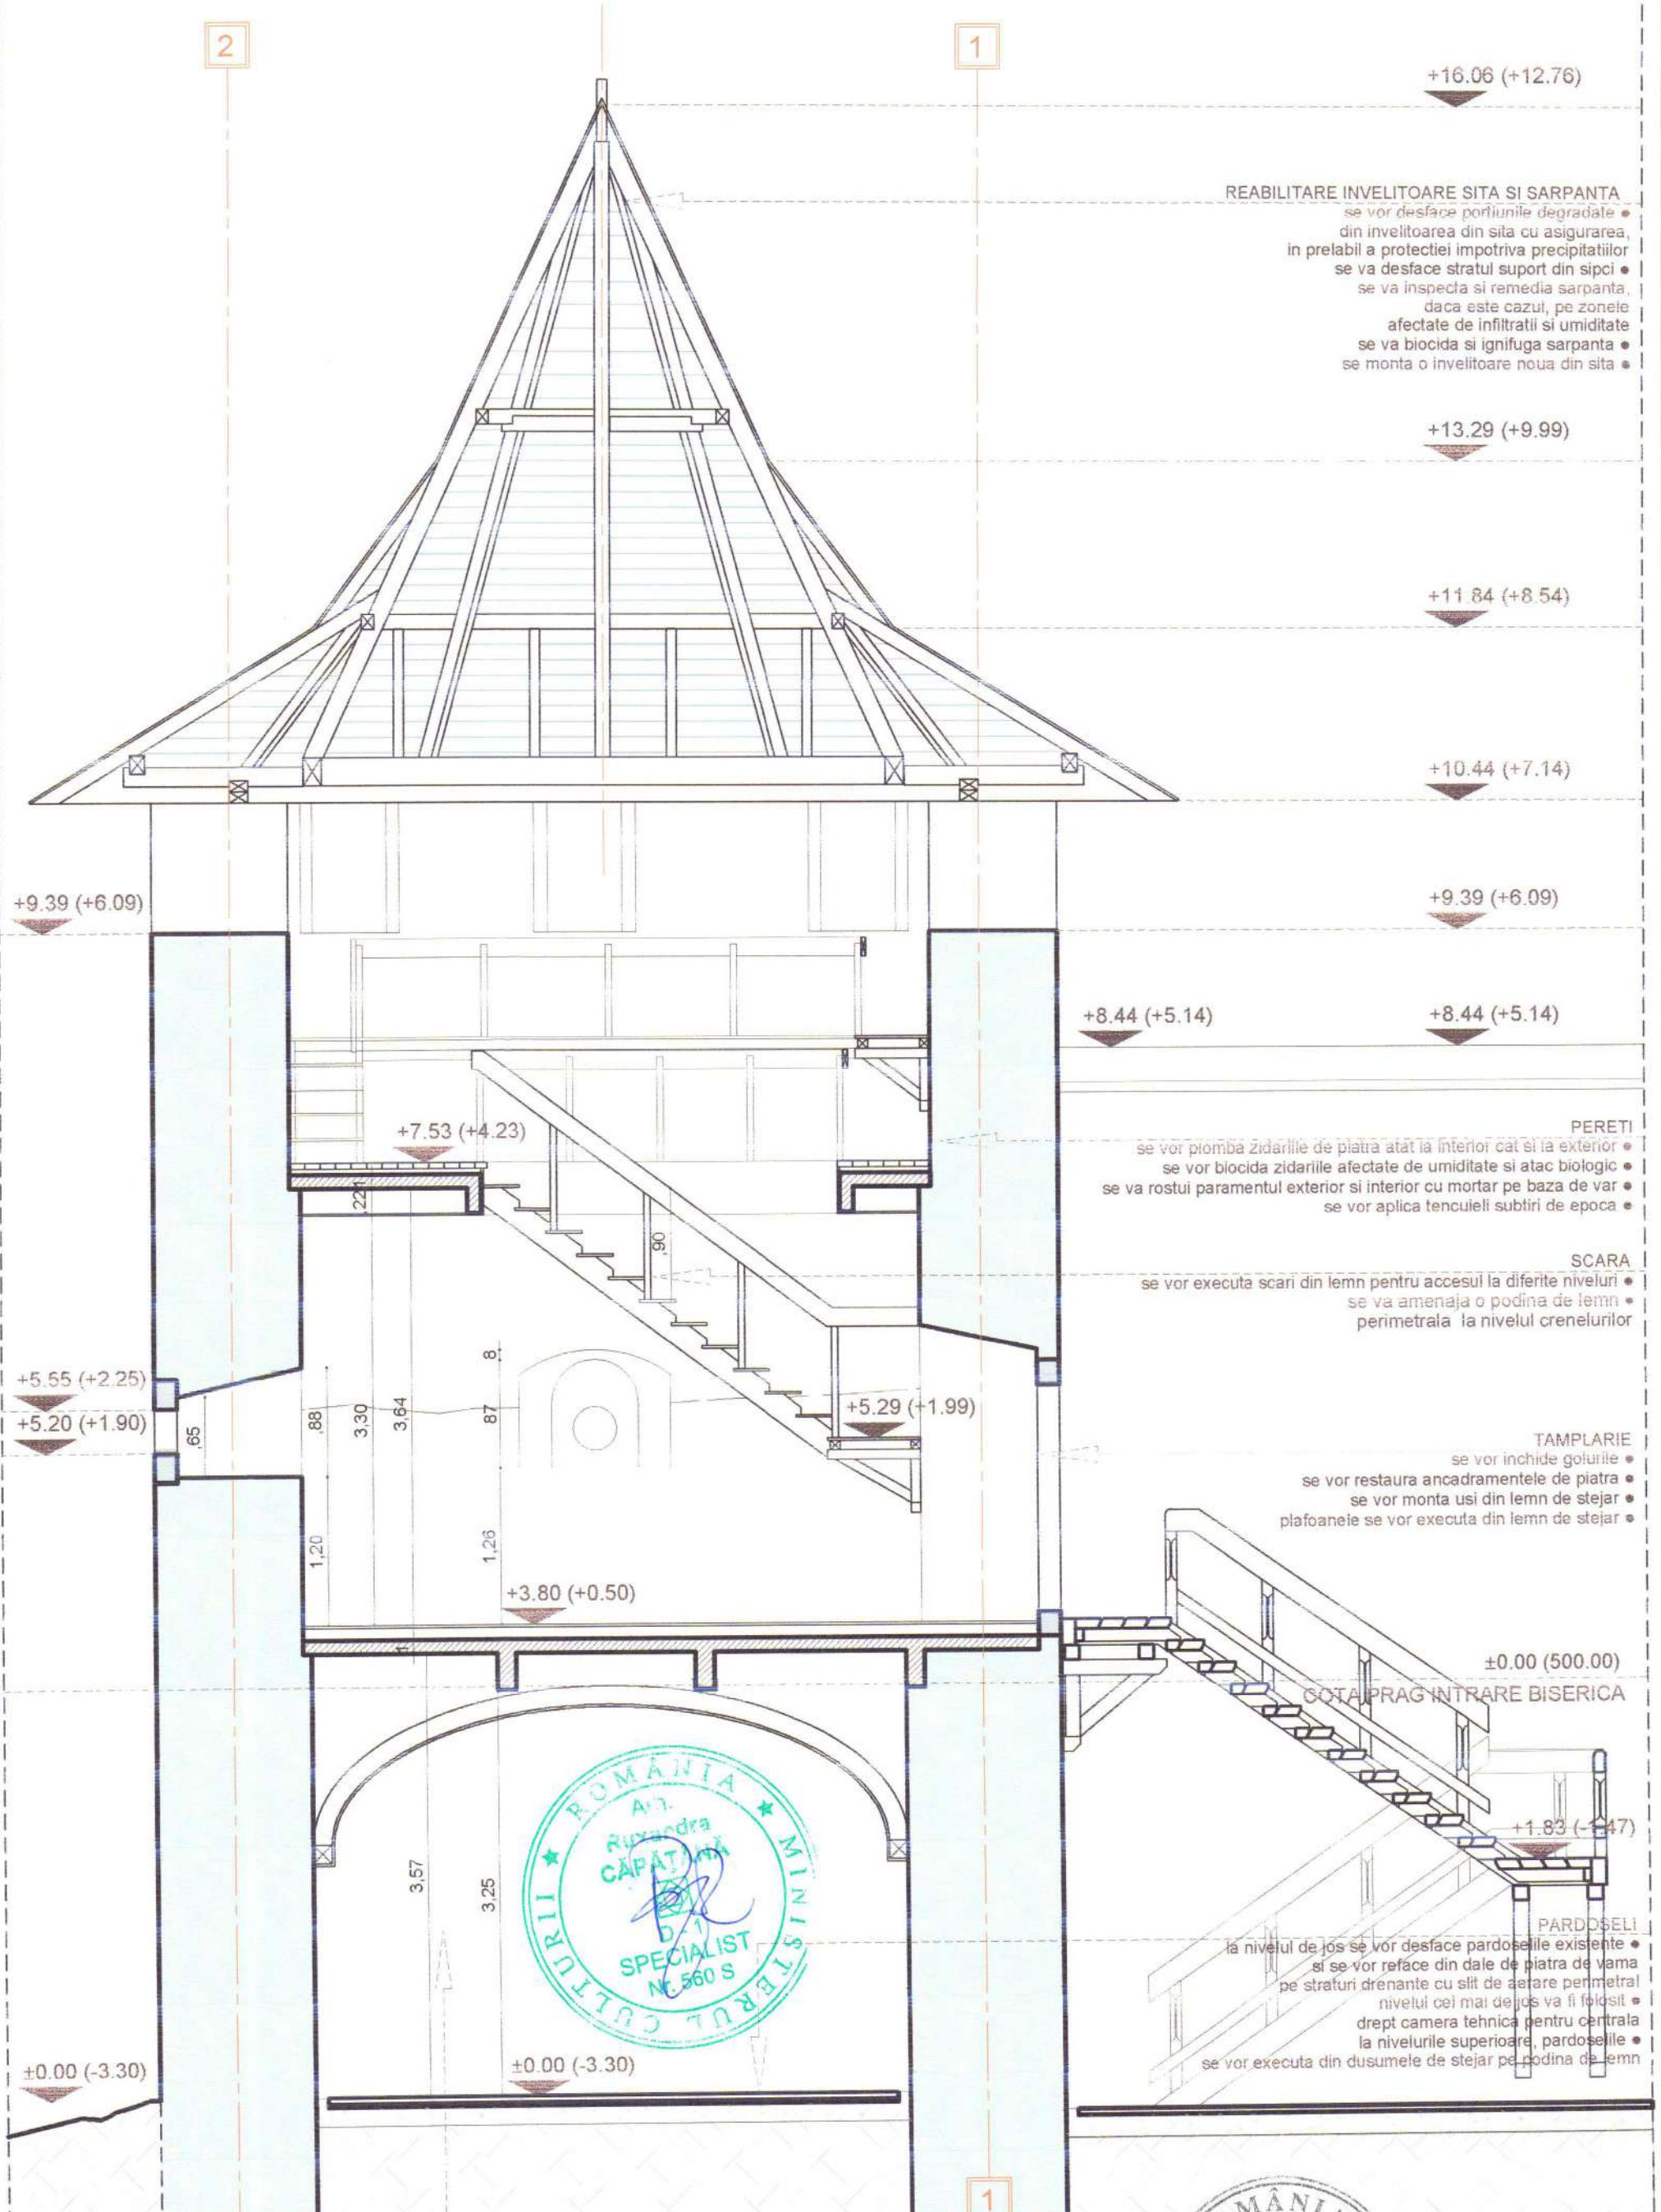 2
1
+16.06 (+12.76)
REABILITARE INVELITOARE SITA SI SARPANTA
se vor desface portiunile degradate •
din invelitoarea din sita cu asigurarea,
in prelabil a protectiei impotriva precipitatiilor
se va desface stratul suport din sipci •
se va inspecta si remedia sarpanta,
daca este cazul, pe zonele
afectate de infiltratii si umiditate
se va biocida si ignifuga sarpanta •
se monta o invelitoare noua din sita •
+13.29 (+9.99)
+11.84 (+8.54)
+10.44 (+7.14)
+9.39 (+6.09)
+9.39 (+6.09)
+8.44 (+5.14)
+8.44 (+5.14)
+7.53 (+4.23)
PERETI
se vor plomba zidariile de piatra atat la interior cat si la exterior •
se vor biocida zidariile afectate de umiditate si atac biologic •
se va rostui paramentul exterior si interior cu mortar pe baza de var •
se vor aplica tencuieli subtiri de epoca •
,90
SCARA
se vor executa scari din lemn pentru accesul la diferite niveluri •
se va amenaja o podina de lemn •
perimetrala la nivelul crenelurilor
+5.55 (+2.25)
+5.20 (+1.90)
,65
,88
3,30
3,64
8
87
+5.29 (+1.99)
TAMPLARIE
se vor inchide golurile •
se vor restaura ancadramentele de piatra •
se vor monta usi din lemn de stejar •
plafoanele se vor executa din lemn de stejar •
1,20
1,26
+3.80 (+0.50)
±0.00 (500.00)
COTA PRAG INTRARE BISERICA
ROMÂNIA ★ MINISTERUL CULTURII ★
Arh.
Ruxandra
CĂPĂȚÂNĂ
D - 1
SPECIALIST
Nr. 560 S
3,57
3,25
+1.83 (-1.47)
PARDOSELI
la nivelul de jos se vor desface pardoselile existente •
si se vor reface din dale de piatra de vama
pe straturi drenante cu slit de aerare perimetral
nivelul cel mai de jos va fi folosit •
drept camera tehnica pentru centrala
la nivelurile superioare, pardoselile •
se vor executa din dusumele de stejar pe podina de lemn
±0.00 (-3.30)
±0.00 (-3.30)
1